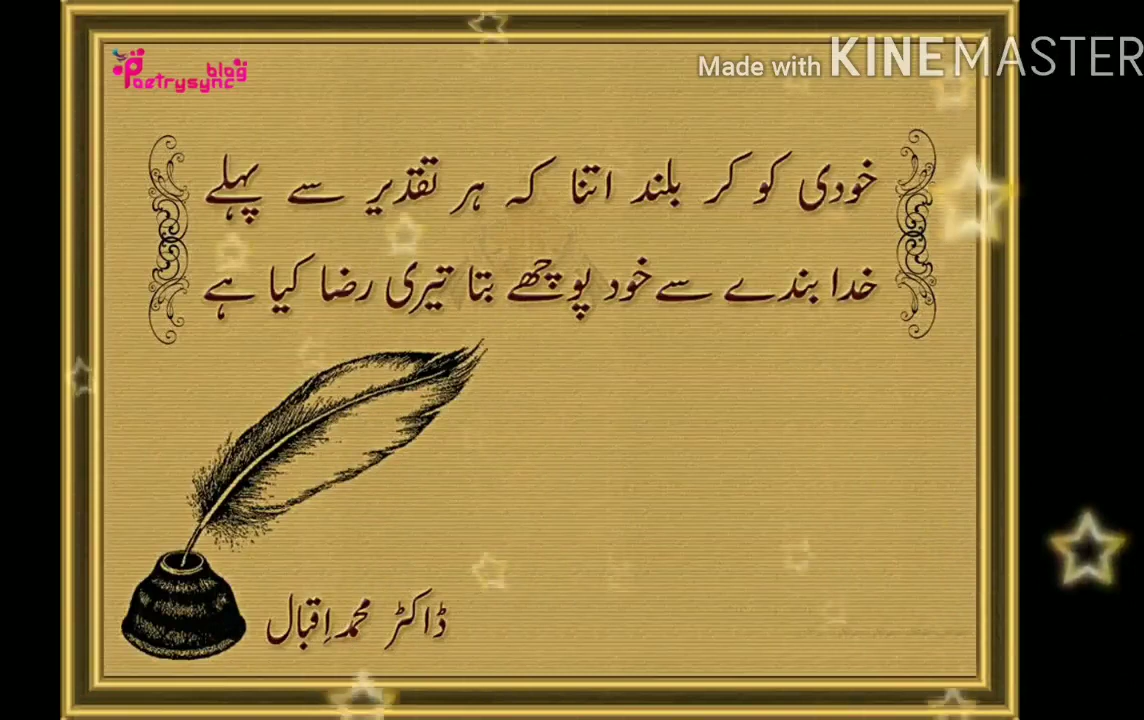 Poetrysync blog
Made with KINEMASTER
خودی کو کر بلند اتنا کہ ہر تقدیر سے پہلے
خدا بندے سے خود پوچھے بتا تیری رضا کیا ہے
ڈاکٹر محمد اِقبال